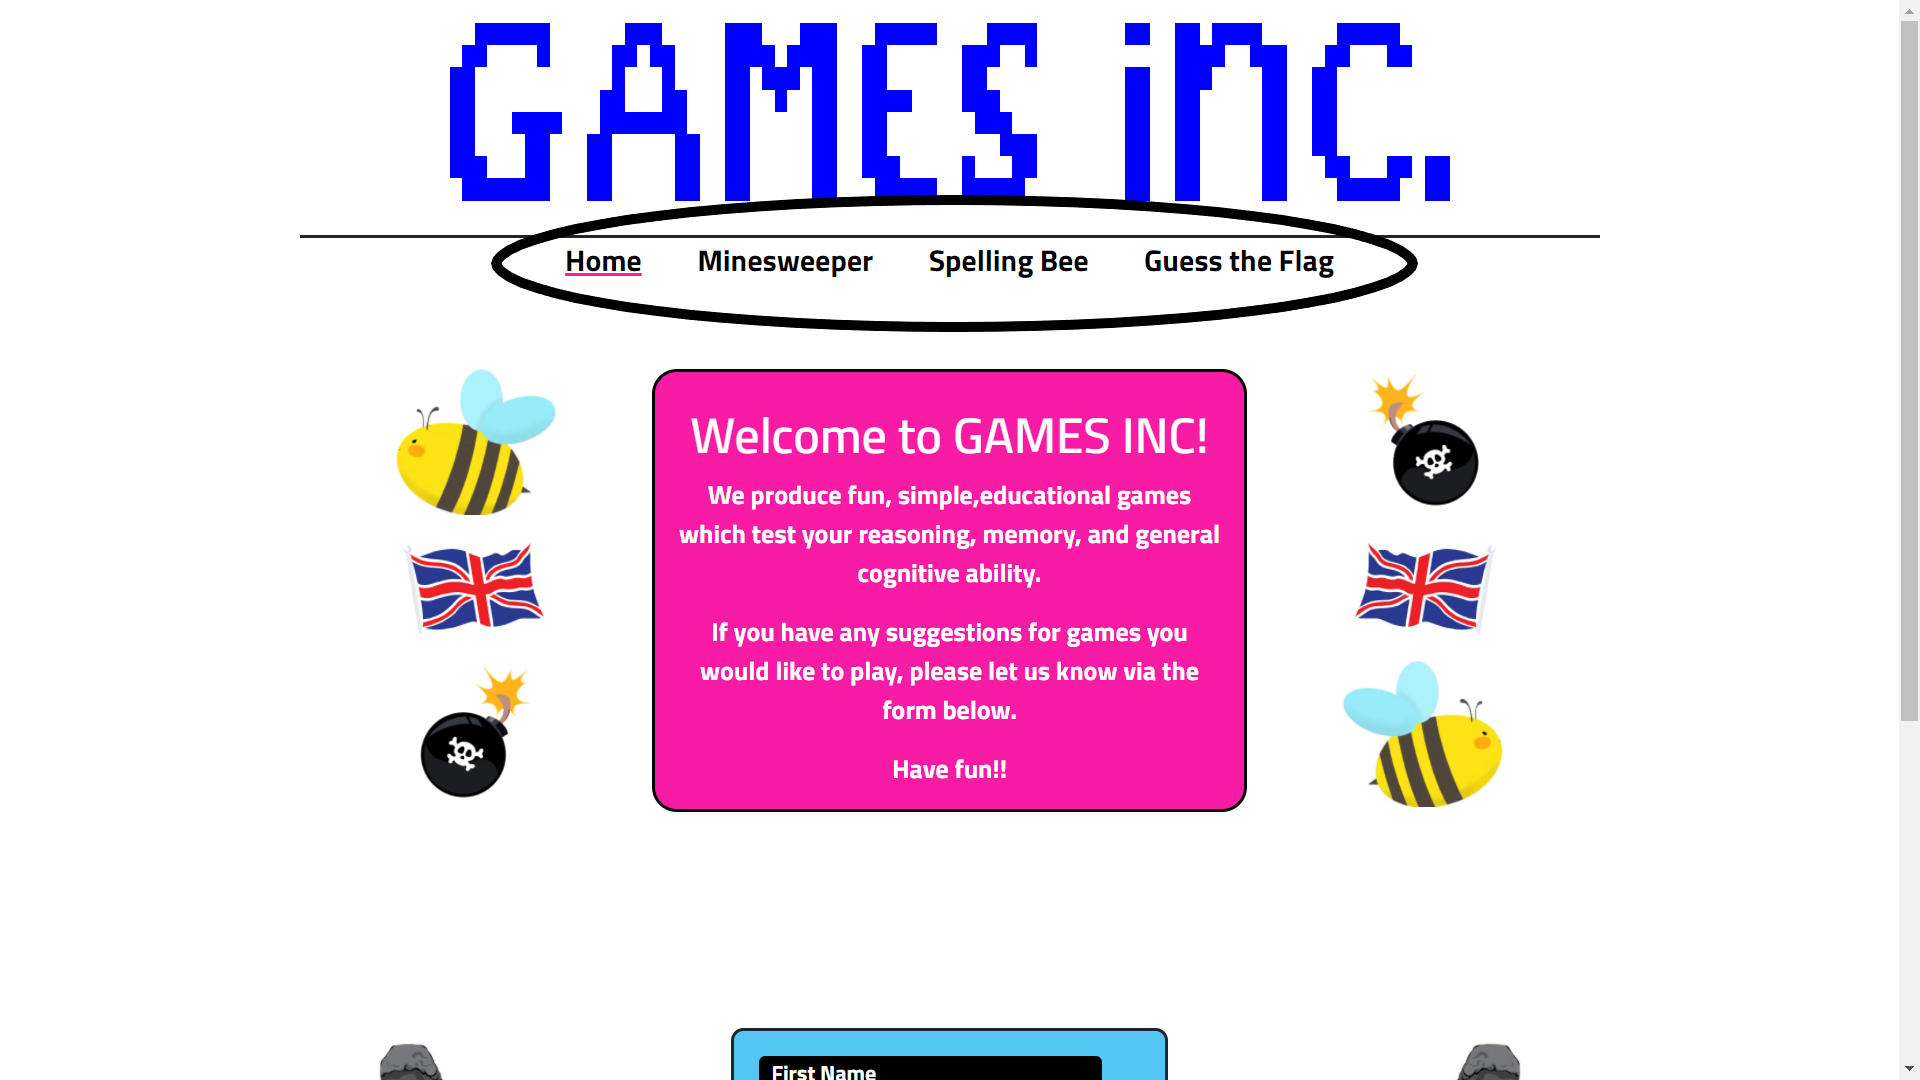 GAMES iNC.
Home Minesweeper Spelling Bee Guess the Flag
Welcome to GAMES INC!
We produce fun, simple,educational games
which test your reasoning, memory, and general
cognitive ability.
If you have any suggestions for games you
would like to play, please let us know via the
form below.
Have fun!!
First Name